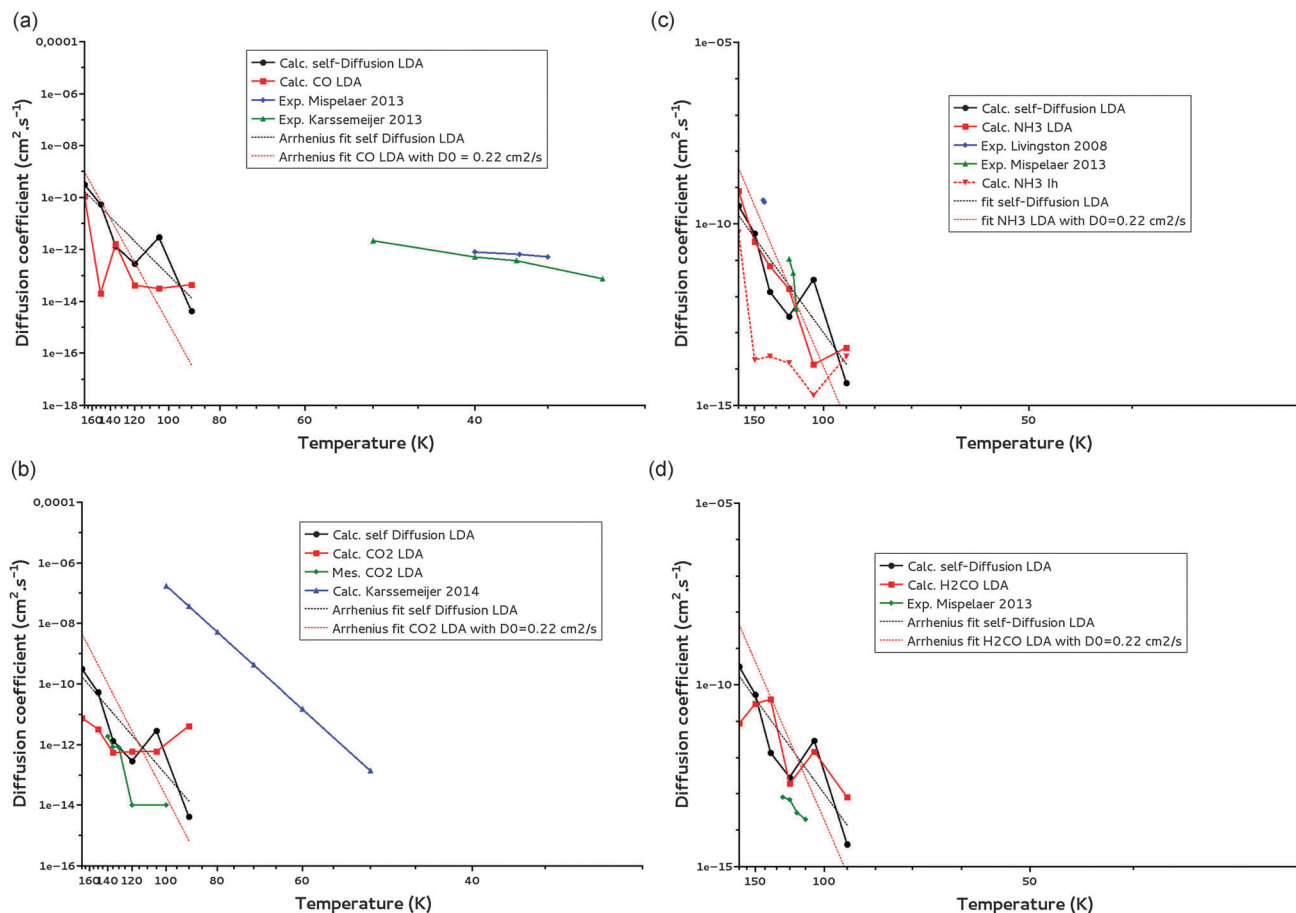 (a)
0,0001
1e-06
1e-08
1e-10
1e-12
1e-14
1e-16
1e-18
Diffusion coefficient (cm².s⁻¹)
Calc. self-Diffusion LDA
Calc. CO LDA
Exp. Mispelaer 2013
Exp. Karssemeijer 2013
Arrhenius fit self Diffusion LDA
Arrhenius fit CO LDA with D0 = 0.22 cm2/s
160 140 120 100 60 40
Temperature (K)
(c)
1e-05
1e-10
1e-15
Diffusion coefficient (cm².s⁻¹)
Calc. self-Diffusion LDA
Calc. NH3 LDA
Exp. Livingston 2008
Exp. Mispelaer 2013
Calc. NH3 Ih
fit self-Diffusion LDA
fit NH3 LDA with D0=0.22 cm2/s
150 100 50
Temperature (K)
(b)
0,0001
1e-06
1e-08
1e-10
1e-12
1e-14
1e-16
Diffusion coefficient (cm².s⁻¹)
Calc. self Diffusion LDA
Calc. CO2 LDA
Mes. CO2 LDA
Calc. Karssemeijer 2014
Arrhenius fit self Diffusion LDA
Arrhenius fit CO2 LDA with D0=0.22 cm2/s
160 140 120 100 80 60 40
Temperature (K)
(d)
1e-05
1e-10
1e-15
Diffusion coefficient (cm².s⁻¹)
Calc. self-Diffusion LDA
Calc. H2CO LDA
Exp. Mispelaer 2013
Arrhenius fit self-Diffusion LDA
Arrhenius fit H2CO LDA with D0=0.22 cm2/s
150 100 50
Temperature (K)